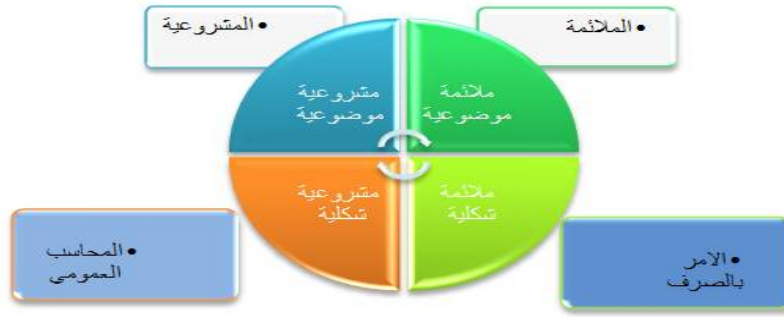 • الملائمة
• المشروعية
ملائمة
موضوعية
مشروعية
موضوعية
ملائمة
شكلية
مشروعية
شكلية
• الامر
بالصرف
• المحاسب
العمومي